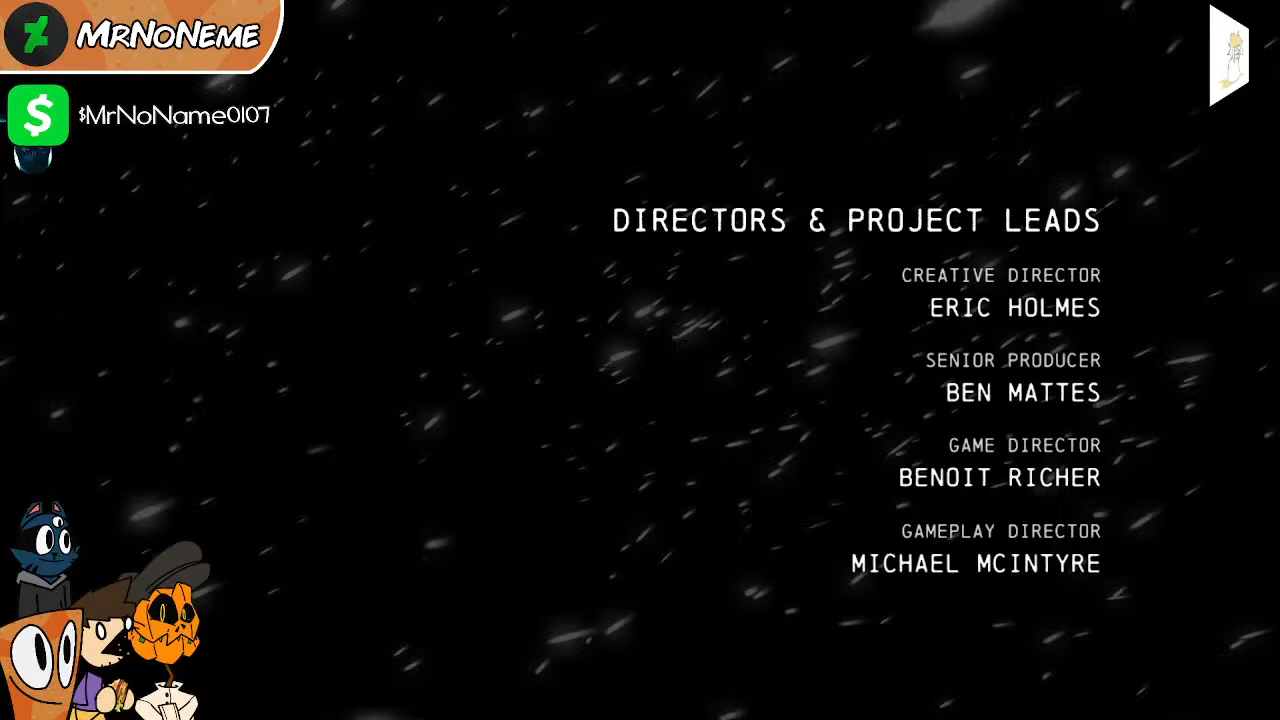 MRNONEME
$MrNoName0107
DIRECTORS & PROJECT LEADS
CREATIVE DIRECTOR
ERIC HOLMES
SENIOR PRODUCER
BEN MATTES
GAME DIRECTOR
BENOIT RICHER
GAMEPLAY DIRECTOR
MICHAEL MCINTYRE